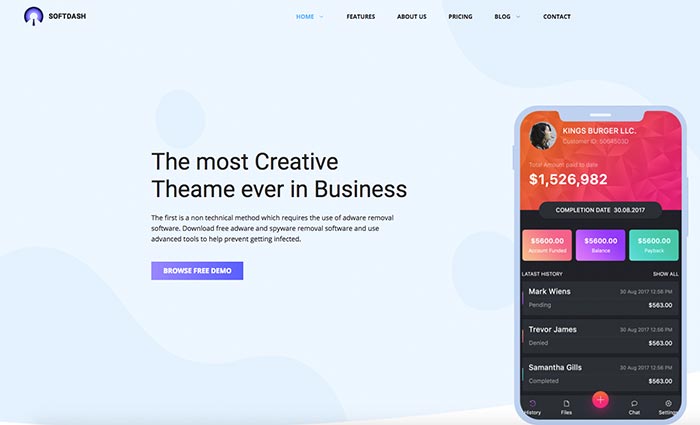 SOFTDASH
HOME FEATURES ABOUT US PRICING BLOG CONTACT
The most Creative
Theame ever in Business
The first is a non technical method which requires the use of adware removal
software. Download free adware and spyware removal software and use
advanced tools to help prevent getting infected.
BROWSE FREE DEMO
KINGS BURGER LLC.
Customer ID: 5064503D
Total Amount paid to date
$1,526,982
COMPLETION DATE 30.08.2017
$5600.00 $5600.00 $5600.00
Account Funded Balance Payback
LATAST HISTORY SHOW ALL
Mark Wiens 30 Aug 2017 12:58 PM
Pending $563.00
Trevor James 30 Aug 2017 12:56 PM
Denied $563.00
Samantha Gills 30 Aug 2017 12:56 PM
Completed $563.00
History Files Chat Settings